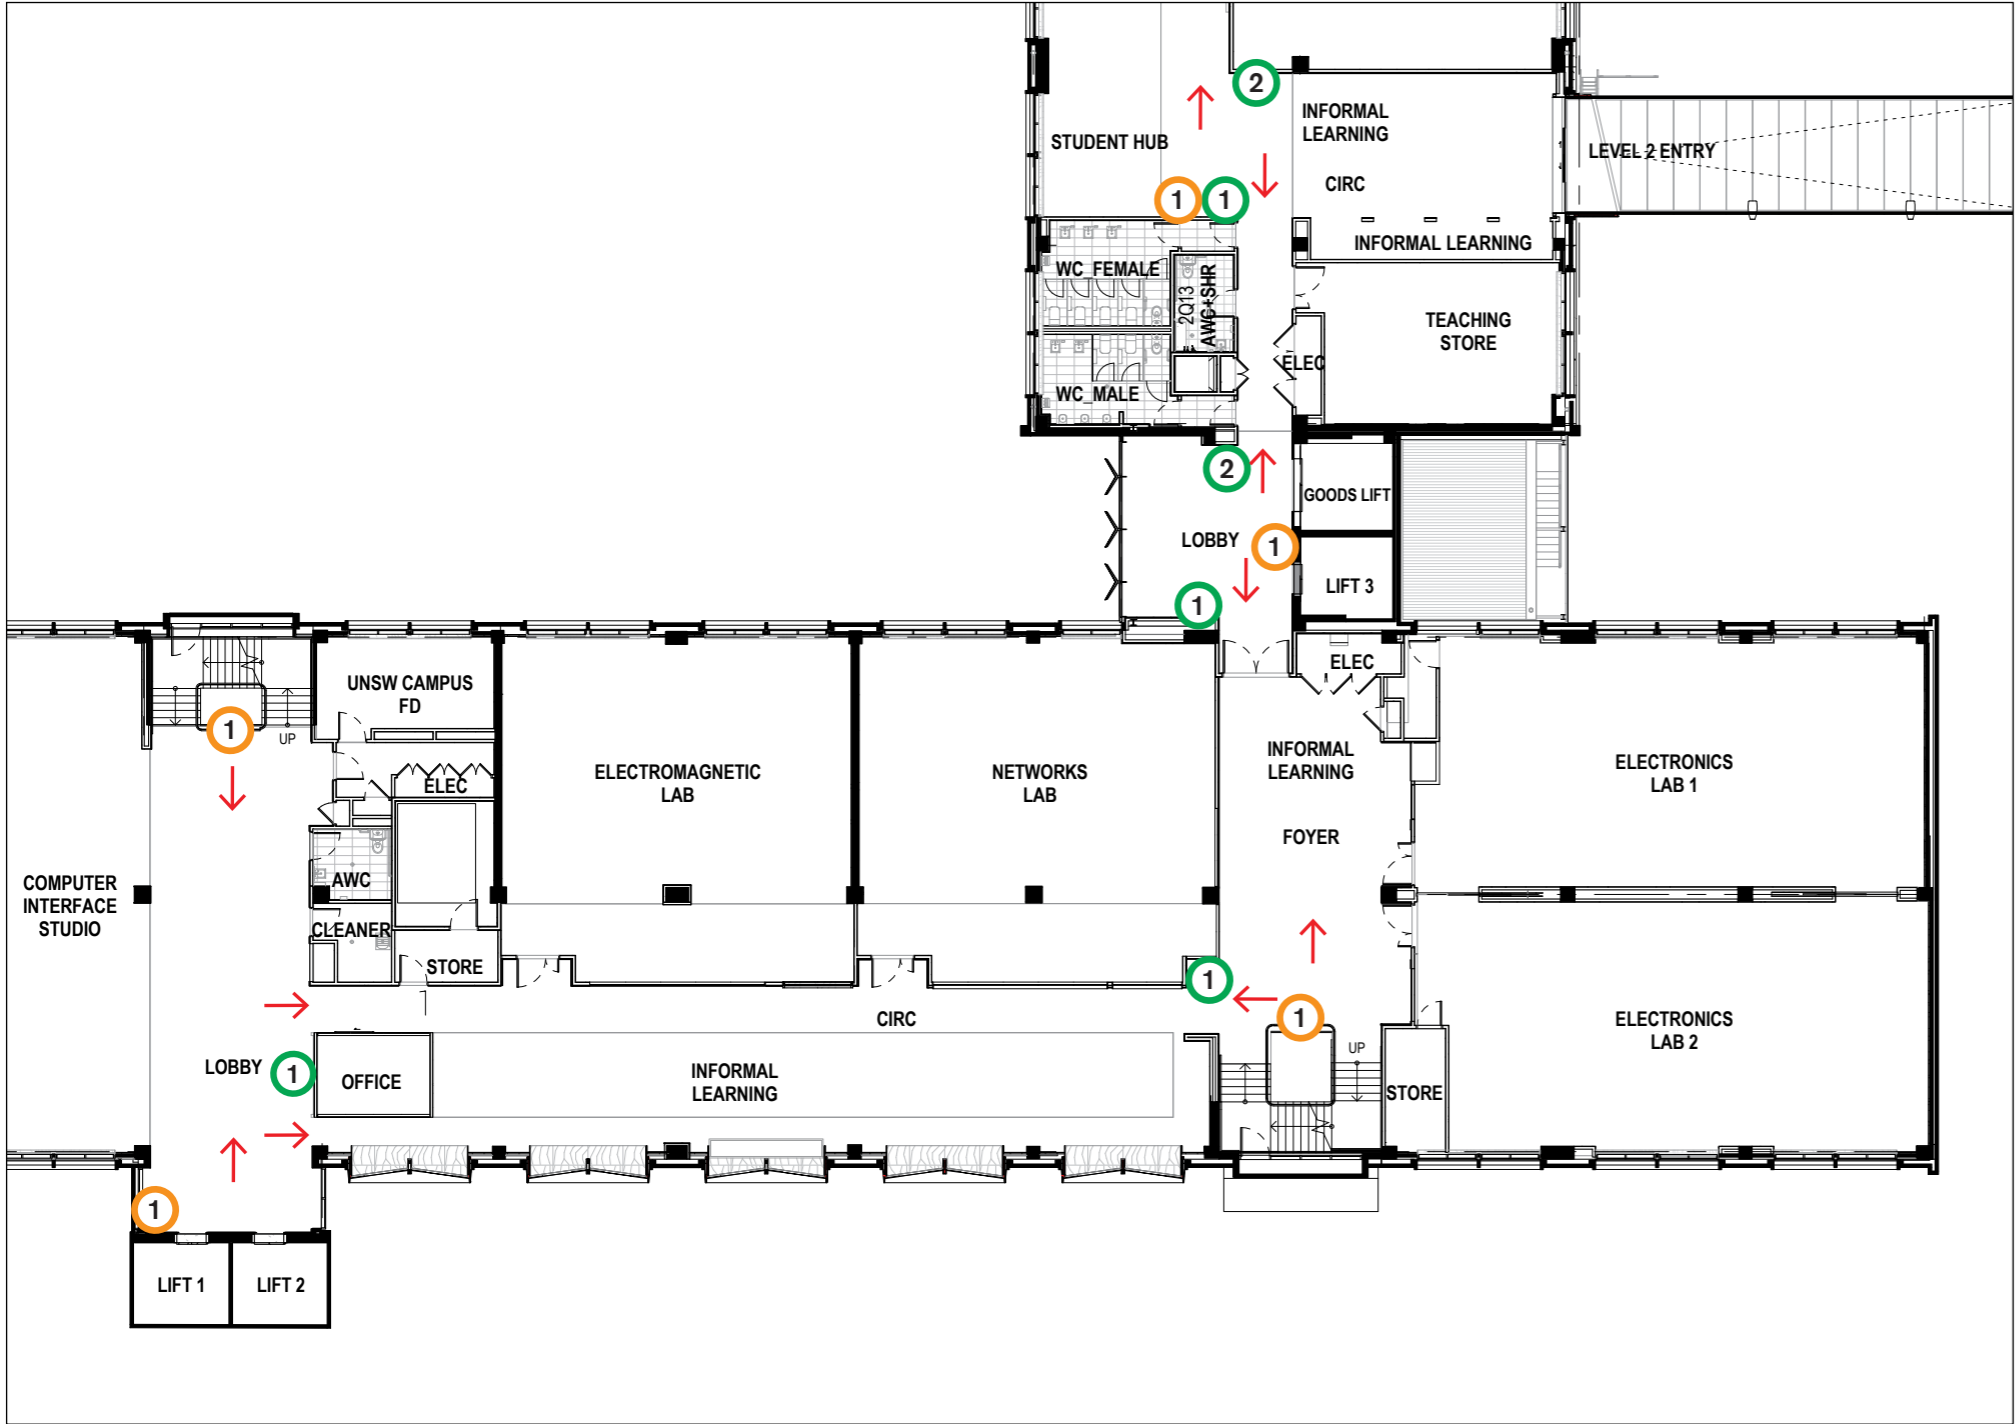 2
INFORMAL
LEARNING
STUDENT HUB
LEVEL 2 ENTRY
CIRC
1
1
INFORMAL LEARNING
WC_FEMALE
2Q13
AWC+SHR
TEACHING
STORE
ELEC
WC_MALE
2
GOODS LIFT
LOBBY
1
LIFT 3
1
ELEC
UNSW CAMPUS
FD
1
UP
INFORMAL
LEARNING
ELECTROMAGNETIC
LAB
NETWORKS
LAB
ELECTRONICS
LAB 1
ELEC
FOYER
AWC
COMPUTER
INTERFACE
STUDIO
CLEANER
STORE
1
1
CIRC
ELECTRONICS
LAB 2
UP
LOBBY
1
OFFICE
INFORMAL
LEARNING
STORE
1
LIFT 1
LIFT 2